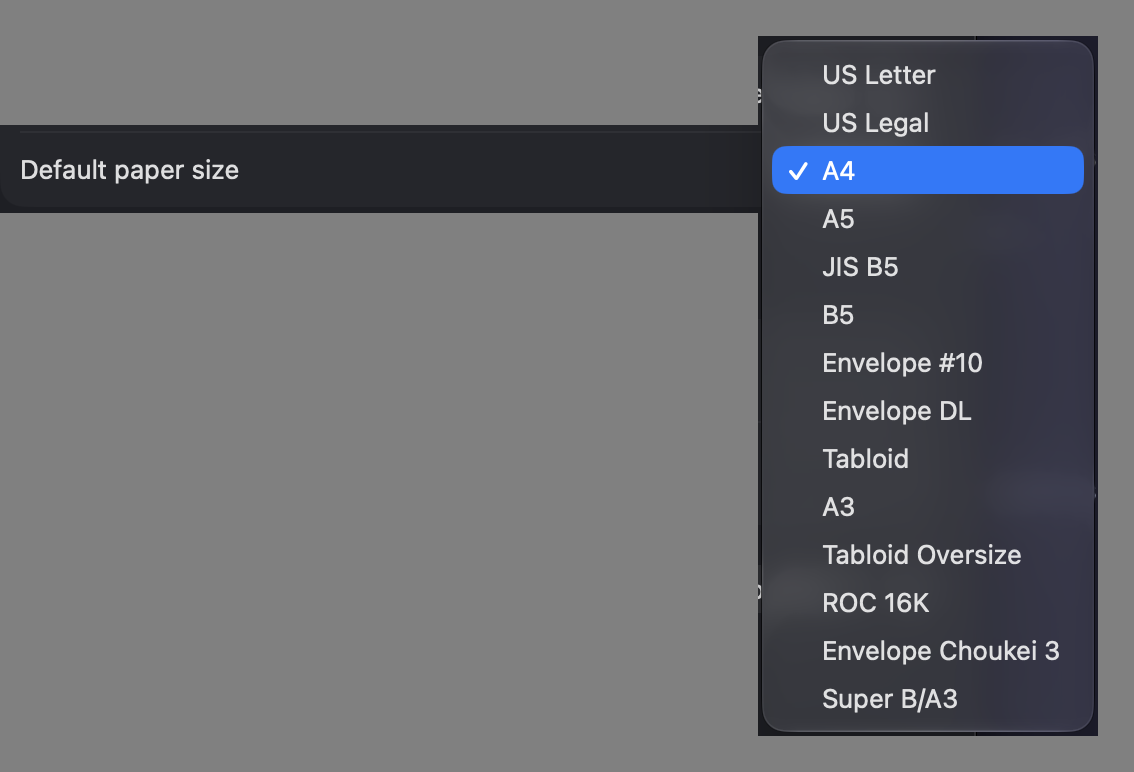 Default paper size
US Letter
US Legal
✓ A4
A5
JIS B5
B5
Envelope #10
Envelope DL
Tabloid
A3
Tabloid Oversize
ROC 16K
Envelope Choukei 3
Super B/A3